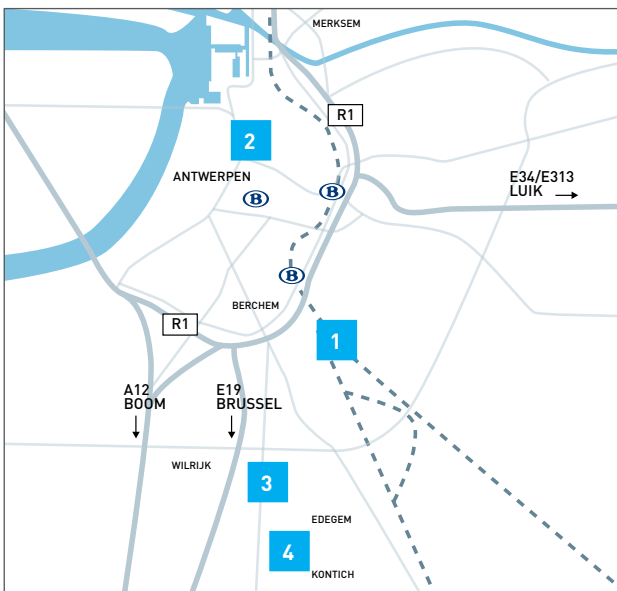 MERKSEM
R1
2
ANTWERPEN
E34/E313
LUIK
B
B
B
BERCHEM
R1
1
A12
BOOM
E19
BRUSSEL
WILRIJK
3
EDEGEM
4
KONTICH